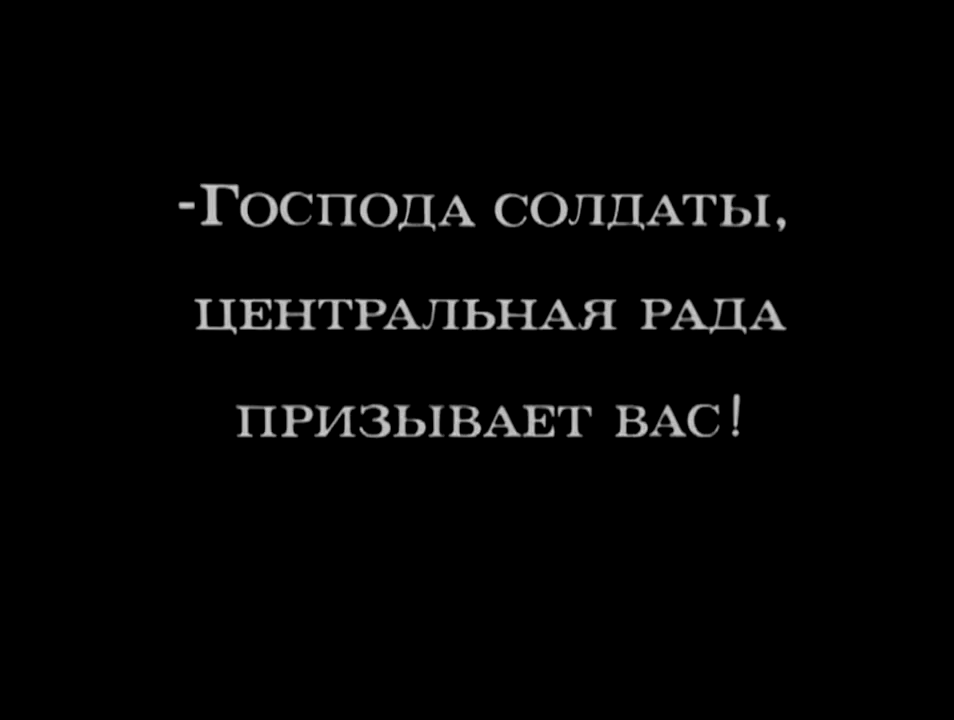 -Господа солдаты,
центральная рада
призывает вас!